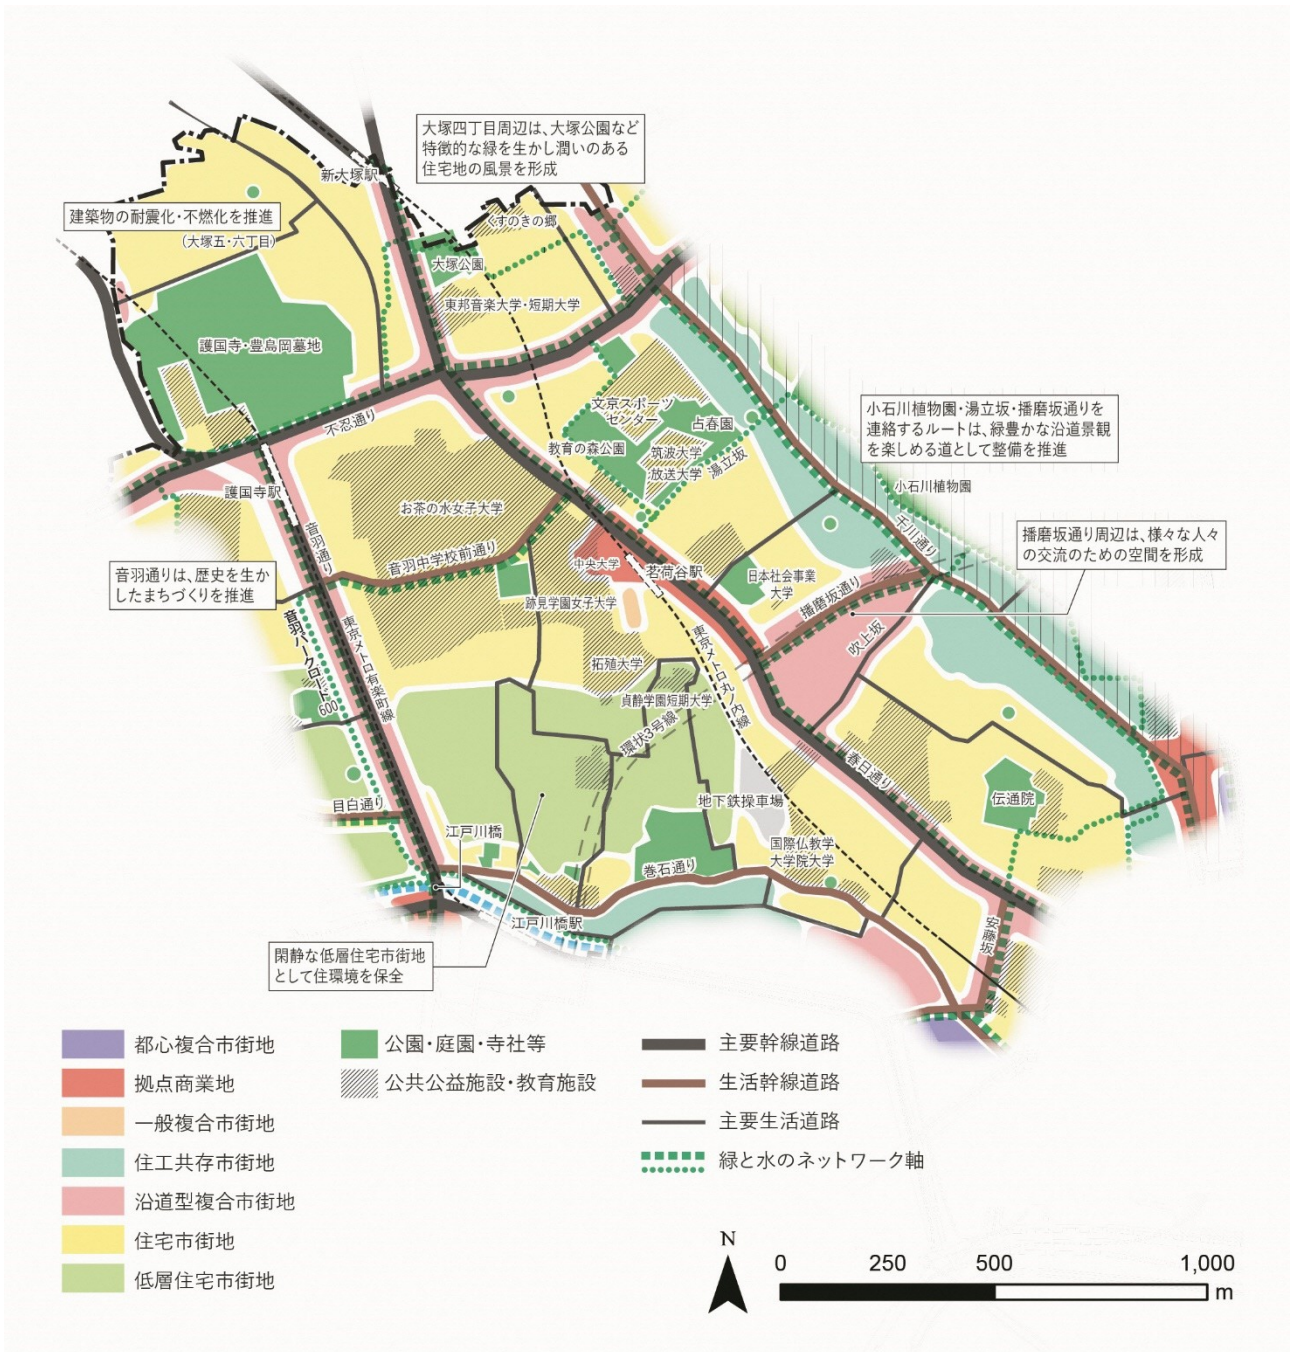 大塚四丁目周辺は、大塚公園など
特徴的な緑を生かし潤いのある
住宅地の風景を形成
新大塚駅
建築物の耐震化・不燃化を推進
(大塚五・六丁目)
くすのきの郷
大塚公園
東邦音楽大学・短期大学
護国寺・豊島岡墓地
不忍通り
文京スポーツ
センター
占春園
教育の森公園
筑波大学
放送大学
湯立坂
小石川植物園・湯立坂・播磨坂通りを
連絡するルートは、緑豊かな沿道景観
を楽しめる道として整備を推進
小石川植物園
千川通り
播磨坂通り周辺は、様々な人々
の交流のための空間を形成
護国寺駅
お茶の水女子大学
音羽通り
音羽中学校前通り
中央大学
茗荷谷駅
日本社会事業
大学
播磨坂通り
吹上坂
音羽通りは、歴史を生か
したまちづくりを推進
跡見学園女子大学
音羽パークロード
600
東京メトロ有楽町線
拓殖大学
東京メトロ丸ノ内線
貞静学園短期大学
環状3号線
春日通り
目白通り
江戸川橋
地下鉄操車場
伝通院
国際仏教学
大学院大学
巻石通り
江戸川橋駅
安藤坂
閑静な低層住宅市街地
として住環境を保全
都心複合市街地
拠点商業地
一般複合市街地
住工共存市街地
沿道型複合市街地
住宅市街地
低層住宅市街地
公園・庭園・寺社等
公共公益施設・教育施設
主要幹線道路
生活幹線道路
主要生活道路
緑と水のネットワーク軸
N
0 250 500 1,000
m